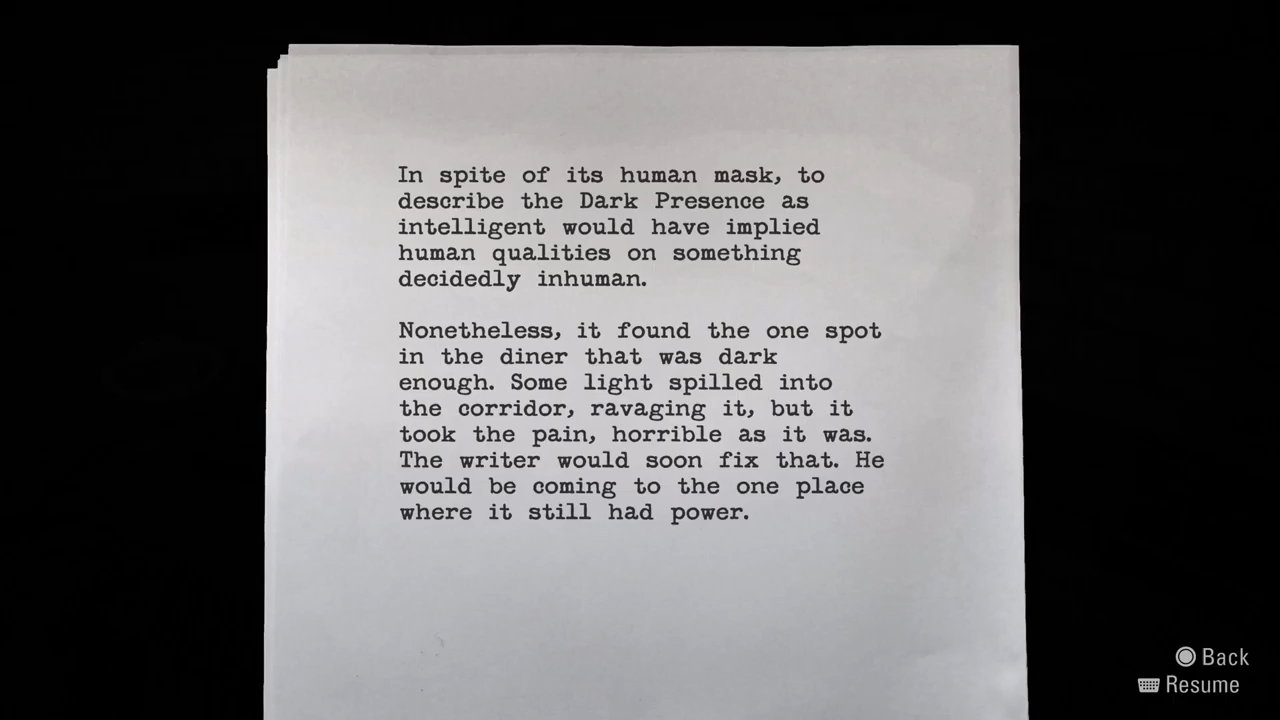 In spite of its human mask, to
describe the Dark Presence as
intelligent would have implied
human qualities on something
decidedly inhuman.
Nonetheless, it found the one spot
in the diner that was dark
enough. Some light spilled into
the corridor, ravaging it, but it
took the pain, horrible as it was.
The writer would soon fix that. He
would be coming to the one place
where it still had power.
Back
Resume